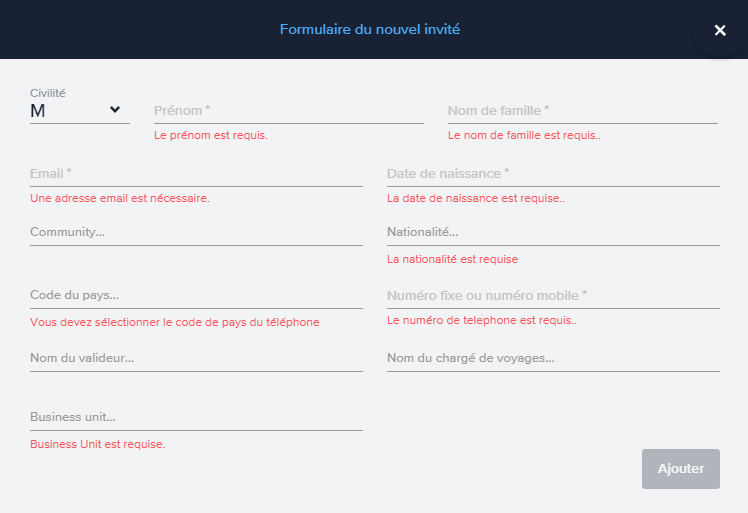 Formulaire du nouvel invité
Civilité
M
Prénom *
Nom de famille *
Le prénom est requis.
Le nom de famille est requis..
Email *
Date de naissance *
Une adresse email est nécessaire.
La date de naissance est requise..
Community...
Nationalité...
La nationalité est requise
Code du pays...
Numéro fixe ou numéro mobile *
Vous devez sélectionner le code de pays du téléphone
Le numéro de telephone est requis..
Nom du valideur...
Nom du chargé de voyages...
Business unit...
Business Unit est requise.
Ajouter